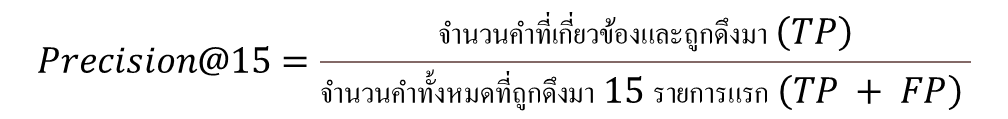 จำนวนคำที่เกี่ยวข้องและถูกดึงมา (TP)
Precision@15 =
จำนวนคำทั้งหมดที่ถูกดึงมา 15 รายการแรก (TP + FP)